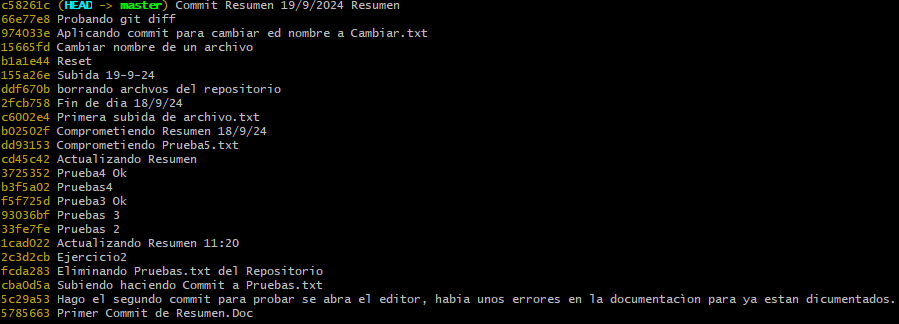 c58261c (HEAD -> master) Commit Resumen 19/9/2024 Resumen
66e77e8 Probando git diff
974033e Aplicando commit para cambiar ed nombre a Cambiar.txt
15665fd Cambiar nombre de un archivo
b1a1e44 Reset
155a26e Subida 19-9-24
ddf670b borrando archvos del repositorio
2fcb758 Fin de dia 18/9/24
c6002e4 Primera subida de archivo.txt
b02502f Comprometiendo Resumen 18/9/24
dd93153 Comprometiendo Prueba5.txt
cd45c42 Actualizando Resumen
3725352 Prueba4 Ok
b3f5a02 Pruebas4
f5f725d Prueba3 Ok
93036bf Pruebas 3
33fe7fe Pruebas 2
1cad022 Actualizando Resumen 11:20
2c3d2cb Ejercicio2
fcda283 Eliminando Pruebas.txt del Repositorio
cba0d5a Subiendo haciendo Commit a Pruebas.txt
5c29a53 Hago el segundo commit para probar se abra el editor, habia unos errores en la documentaciòn para ya estan dicumentados.
5785663 Primer Commit de Resumen.Doc